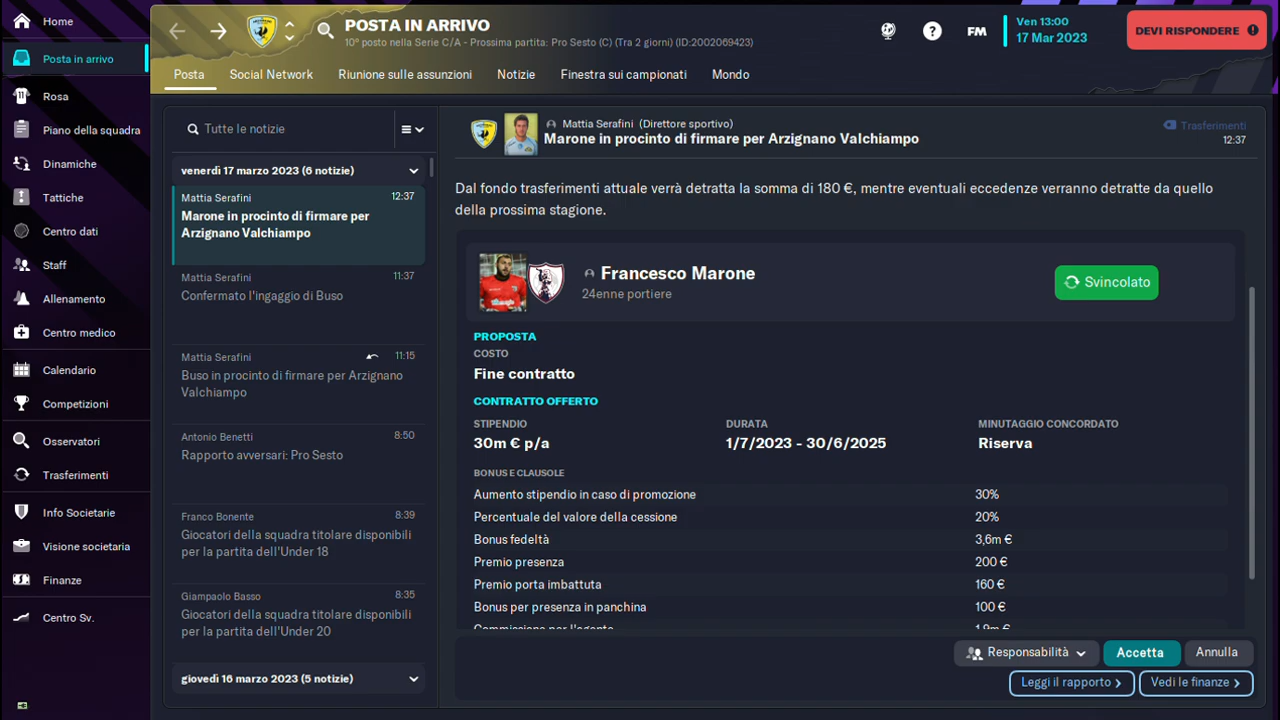 Home
Posta in arrivo
Rosa
Piano della squadra
Dinamiche
Tattiche
Centro dati
Staff
Allenamento
Centro medico
Calendario
Competizioni
Osservatori
Trasferimenti
Info Societarie
Visione societaria
Finanze
Centro Sv.
POSTA IN ARRIVO
10° posto nella Serie C/A - Prossima partita: Pro Sesto (C) (Tra 2 giorni) (ID:2002069423)
FM
Ven 13:00
17 Mar 2023
DEVI RISPONDERE
Posta
Social Network
Riunione sulle assunzioni
Notizie
Finestra sui campionati
Mondo
Tutte le notizie
venerdì 17 marzo 2023 (6 notizie)
Mattia Serafini 12:37
Marone in procinto di firmare per
Arzignano Valchiampo
Mattia Serafini 11:37
Confermato l'ingaggio di Buso
Mattia Serafini 11:15
Buso in procinto di firmare per Arzignano
Valchiampo
Antonio Benetti 8:50
Rapporto avversari: Pro Sesto
Franco Bonente 8:39
Giocatori della squadra titolare disponibili
per la partita dell'Under 18
Giampaolo Basso 8:35
Giocatori della squadra titolare disponibili
per la partita dell'Under 20
giovedì 16 marzo 2023 (5 notizie)
Mattia Serafini (Direttore sportivo)
Marone in procinto di firmare per Arzignano Valchiampo
Trasferimenti
12:37
Dal fondo trasferimenti attuale verrà detratta la somma di 180 €, mentre eventuali eccedenze verranno detratte da quello
della prossima stagione.
Francesco Marone
24enne portiere
Svincolato
PROPOSTA
COSTO
Fine contratto
CONTRATTO OFFERTO
STIPENDIO DURATA MINUTAGGIO CONCORDATO
30m € p/a 1/7/2023 - 30/6/2025 Riserva
BONUS E CLAUSOLE
Aumento stipendio in caso di promozione 30%
Percentuale del valore della cessione 20%
Bonus fedeltà 3,6m €
Premio presenza 200 €
Premio porta imbattuta 160 €
Bonus per presenza in panchina 100 €
Commissione per l'agente 1,9m €
Responsabilità
Accetta
Annulla
Leggi il rapporto
Vedi le finanze